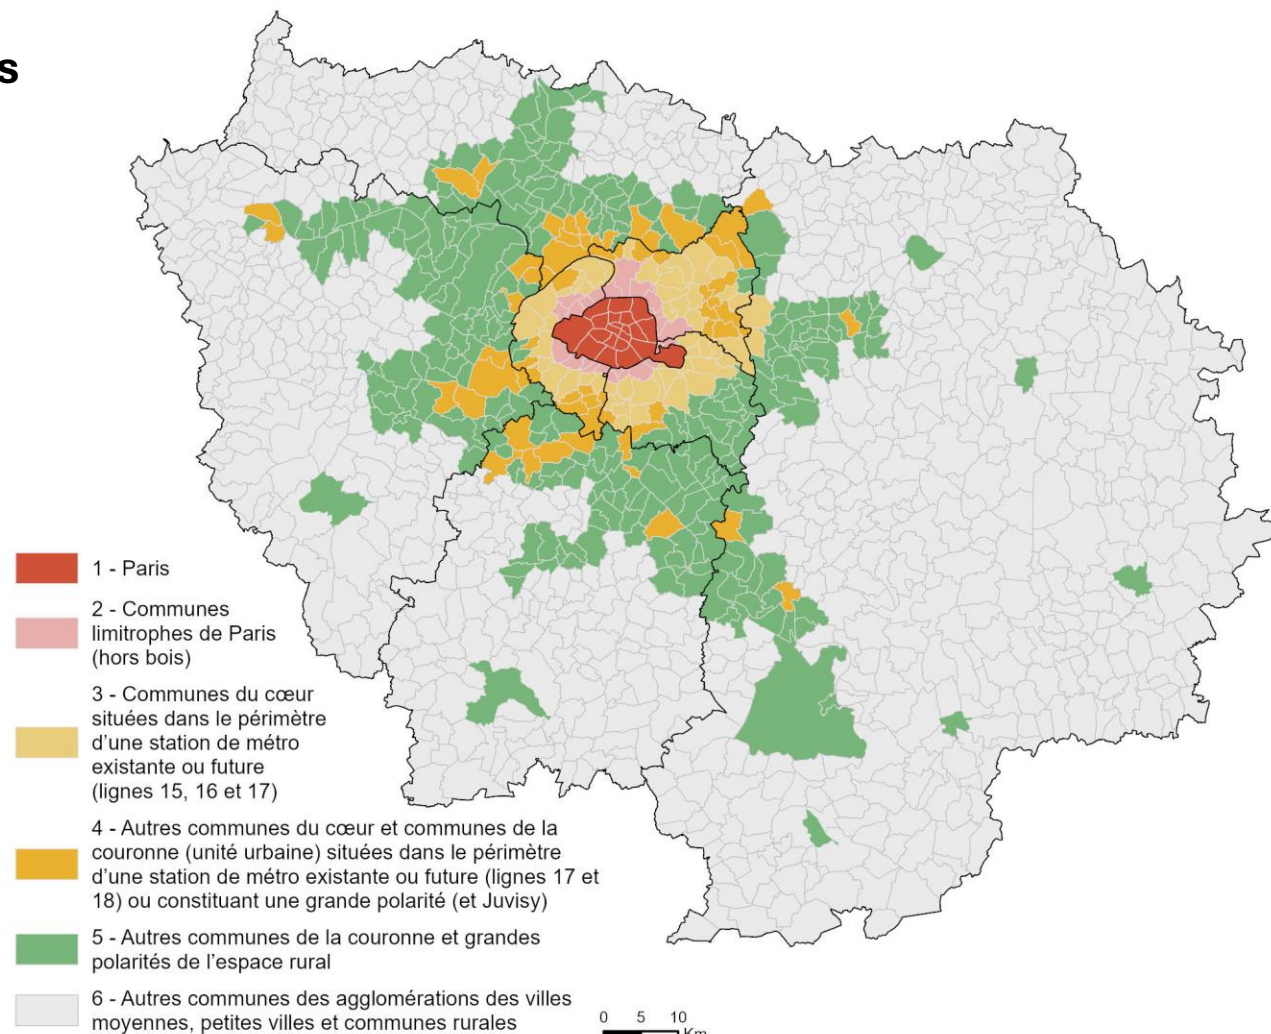 s
1 - Paris
2 - Communes
limitrophes de Paris
(hors bois)
3 - Communes du cœur
situées dans le périmètre
d’une station de métro
existante ou future
(lignes 15, 16 et 17)
4 - Autres communes du cœur et communes de la
couronne (unité urbaine) situées dans le périmètre
d’une station de métro existante ou future (lignes 17 et
18) ou constituant une grande polarité (et Juvisy)
5 - Autres communes de la couronne et grandes
polarités de l’espace rural
6 - Autres communes des agglomérations des villes
moyennes, petites villes et communes rurales
0 5 10
Km